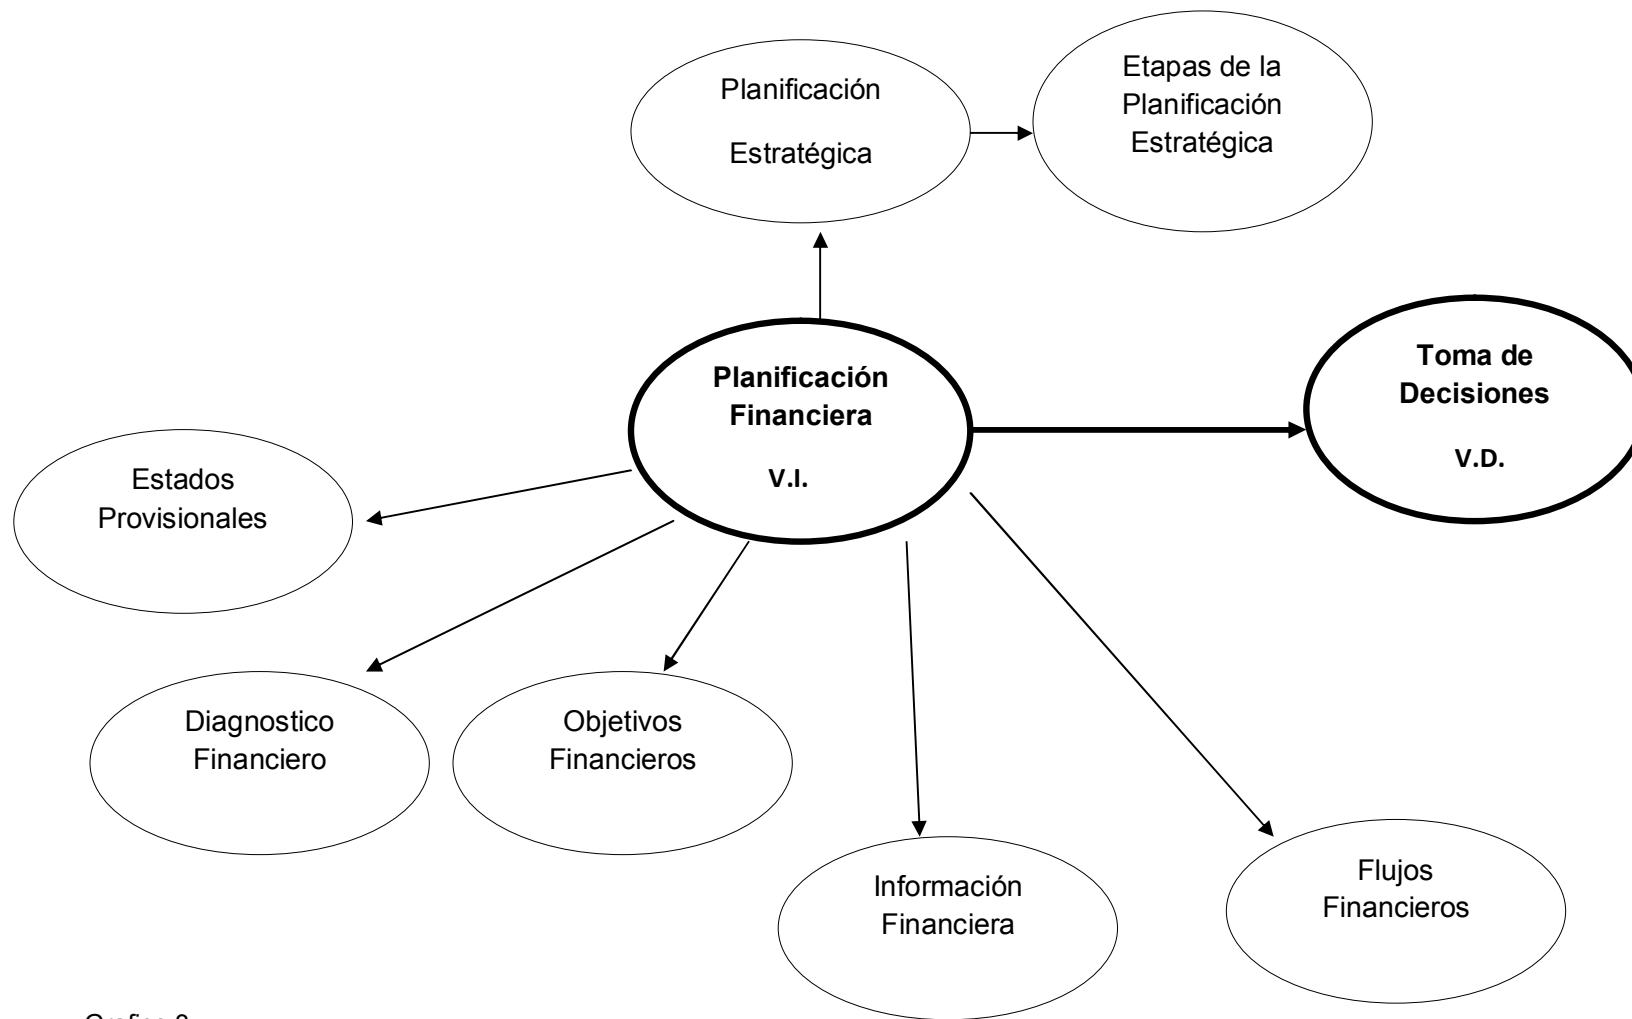 Planificación
Estratégica
Etapas de la
Planificación
Estratégica
Planificación
Financiera
V.I.
Toma de
Decisiones
V.D.
Estados
Provisionales
Diagnostico
Financiero
Objetivos
Financieros
Información
Financiera
Flujos
Financieros